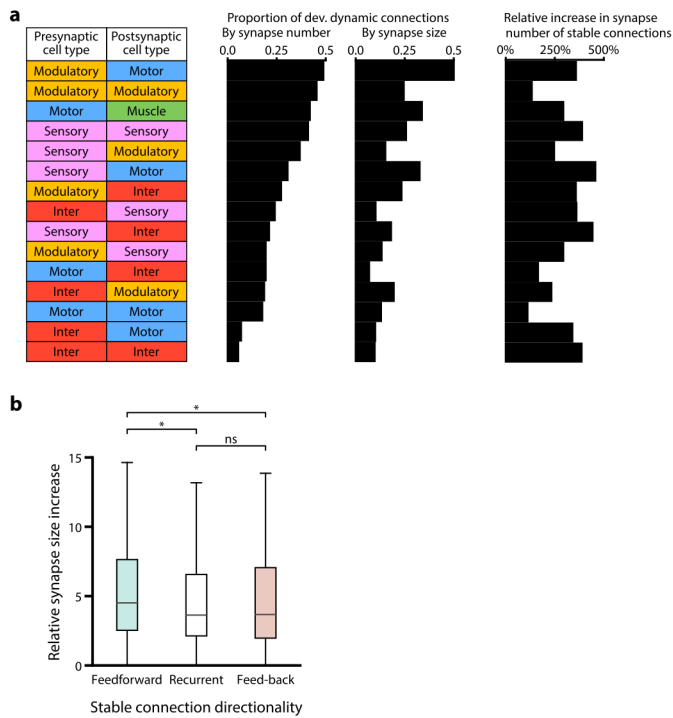 a
Presynaptic cell type
Postsynaptic cell type
Proportion of dev. dynamic connections
By synapse number
By synapse size
Relative increase in synapse
number of stable connections
0.0 0.25 0.5
0.0 0.25 0.5
0% 250% 500%
Modulatory Motor
Modulatory Modulatory
Motor Muscle
Sensory Sensory
Sensory Modulatory
Sensory Motor
Modulatory Inter
Inter Sensory
Sensory Inter
Modulatory Sensory
Motor Inter
Inter Modulatory
Motor Motor
Inter Motor
Inter Inter
b
*
*
ns
Relative synapse size increase
15
10
5
0
Feedforward Recurrent Feed-back
Stable connection directionality